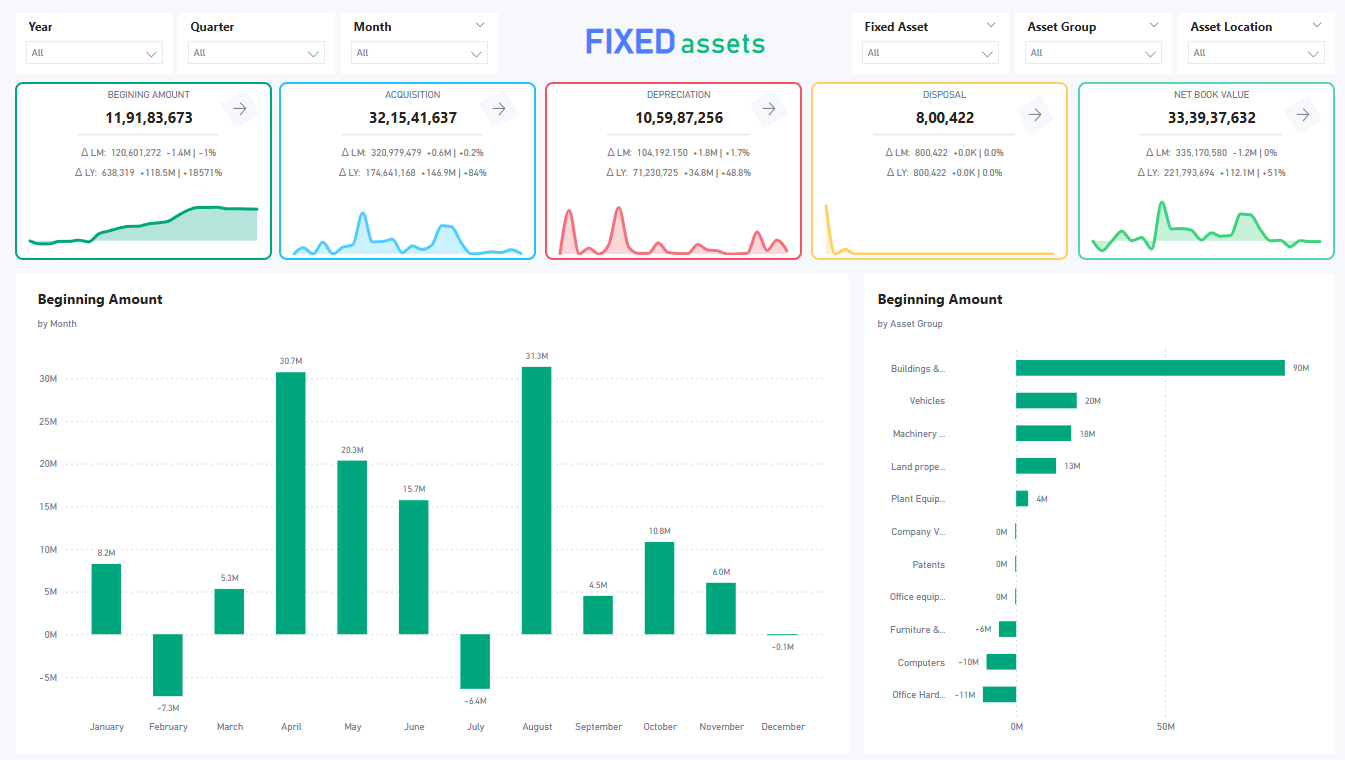 Year
Quarter
Month
FIXED assets
Fixed Asset
Asset Group
Asset Location
All
All
All
All
All
All
BEGINING AMOUNT
11,91,83,673
Δ LM: 120,601,272 -1.4M | -1%
Δ LY: 638,319 +118.5M | +18571%
ACQUISITION
32,15,41,637
Δ LM: 320,979,479 +0.6M | +0.2%
Δ LY: 174,641,168 +146.9M | +84%
DEPRECIATION
10,59,87,256
Δ LM: 104,192,150 +1.8M | +1.7%
Δ LY: 71,230,725 +34.8M | +48.8%
DISPOSAL
8,00,422
Δ LM: 800,422 +0.0K | 0.0%
Δ LY: 800,422 +0.0K | 0.0%
NET BOOK VALUE
33,39,37,632
Δ LM: 335,170,580 -1.2M | 0%
Δ LY: 221,793,694 +112.1M | +51%
Beginning Amount
by Month
30M
25M
20M
15M
10M
5M
0M
-5M
8.2M
-7.3M
5.3M
30.7M
20.3M
15.7M
-6.4M
31.3M
4.5M
10.8M
6.0M
-0.1M
January February March April May June July August September October November December
Beginning Amount
by Asset Group
Buildings &... 90M
Vehicles 20M
Machinery ... 18M
Land prope... 13M
Plant Equip... 4M
Company V... 0M
Patents 0M
Office equip... 0M
Furniture &... -6M
Computers -10M
Office Hard... -11M
0M 50M